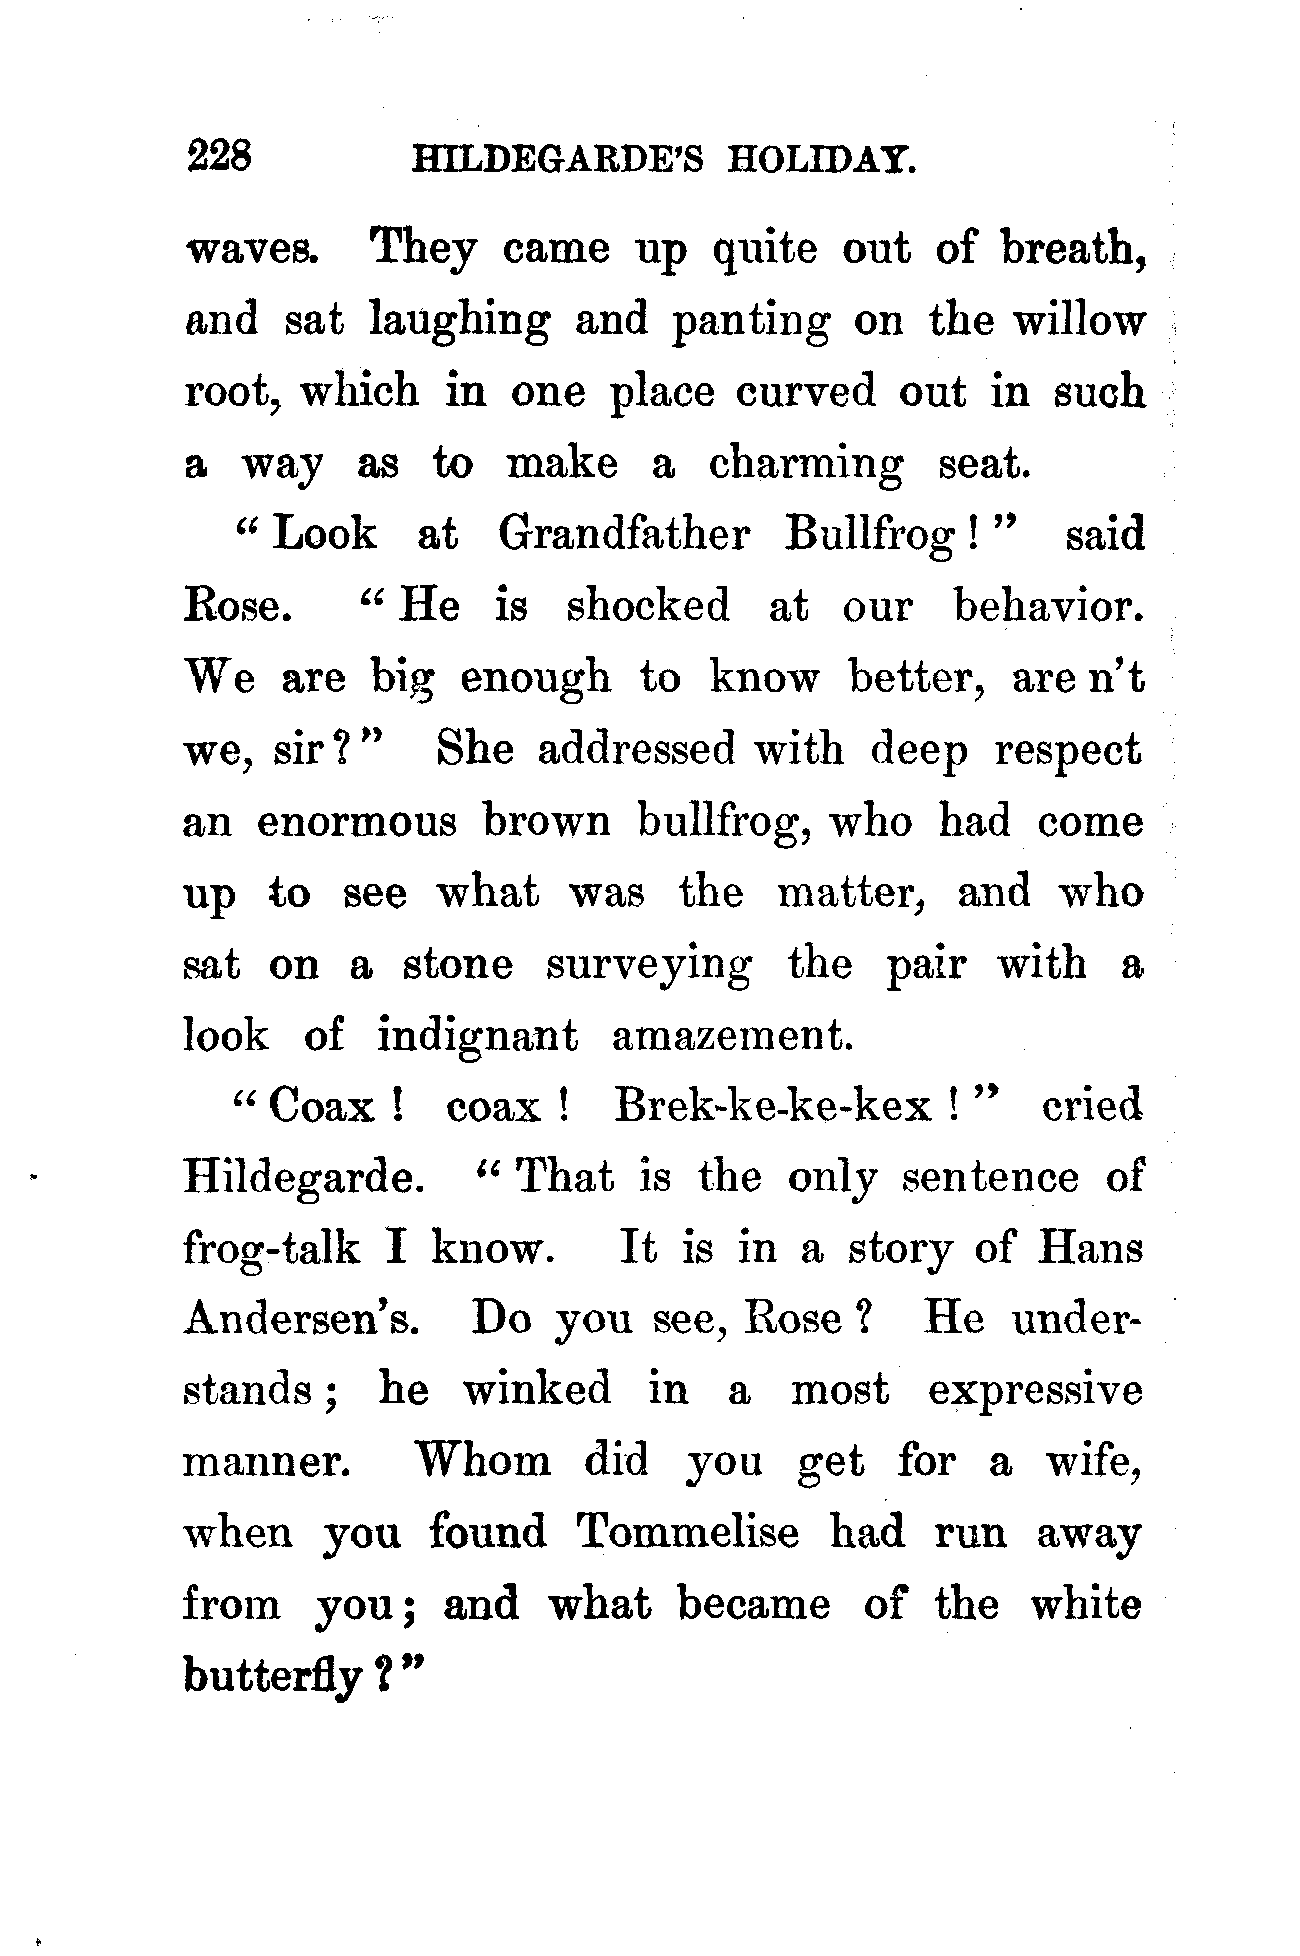 228 HILDEGARDE'S HOLIDAY.
waves. They came up quite out of breath,
and sat laughing and panting on the willow
root, which in one place curved out in such
a way as to make a charming seat.
"Look at Grandfather Bullfrog!" said
Rose. "He is shocked at our behavior.
We are big enough to know better, are n't
we, sir?" She addressed with deep respect
an enormous brown bullfrog, who had come
up to see what was the matter, and who
sat on a stone surveying the pair with a
look of indignant amazement.
"Coax! coax! Brek-ke-ke-kex!" cried
Hildegarde. "That is the only sentence of
frog-talk I know. It is in a story of Hans
Andersen's. Do you see, Rose? He under-
stands; he winked in a most expressive
manner. Whom did you get for a wife,
when you found Tommelise had run away
from you; and what became of the white
butterfly?"